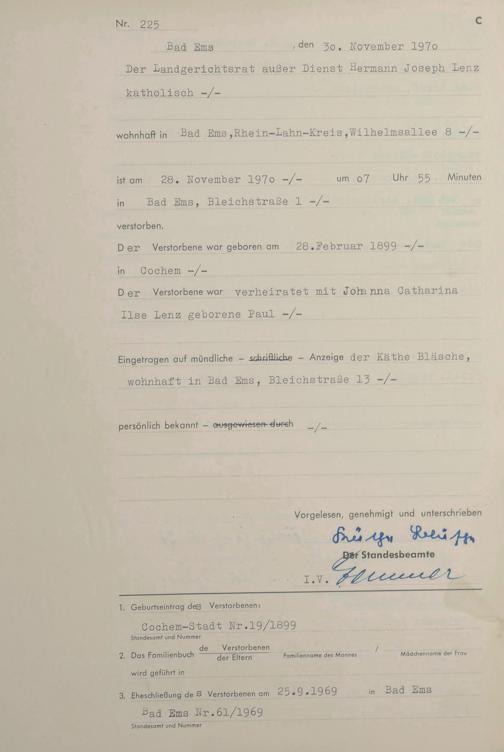 Nr. 225
C
Bad Ems , den 30. November 1970
Der Landgerichtsrat außer Dienst Hermann Joseph Lenz
katholisch -/-
wohnhaft in Bad Ems,Rhein-Lahn-Kreis,Wilhelmsallee 8 -/-
ist am 28. November 1970 -/- um 07 Uhr 55 Minuten
in Bad Ems, Bleichstraße 1 -/-
verstorben.
Der Verstorbene war geboren am 28.Februar 1899 -/-
in Cochem -/-
Der Verstorbene war verheiratet mit Johanna Catharina
Ilse Lenz geborene Paul -/-
Eingetragen auf mündliche – schriftliche – Anzeige der Käthe Bläsche,
wohnhaft in Bad Ems, Bleichstraße 13 -/-
persönlich bekannt – ausgewiesen durch -/-
Vorgelesen, genehmigt und unterschrieben
Der Standesbeamte
I.V.
1. Geburtseintrag des Verstorbenen:
Cochem-Stadt Nr.19/1899
Standesamt und Nummer
2. Das Familienbuch de Verstorbenen / der Eltern Familienname des Mannes / Mädchenname der Frau
wird geführt in
3. Eheschließung des Verstorbenen am 25.9.1969 in Bad Ems
Bad Ems Nr.61/1969
Standesamt und Nummer